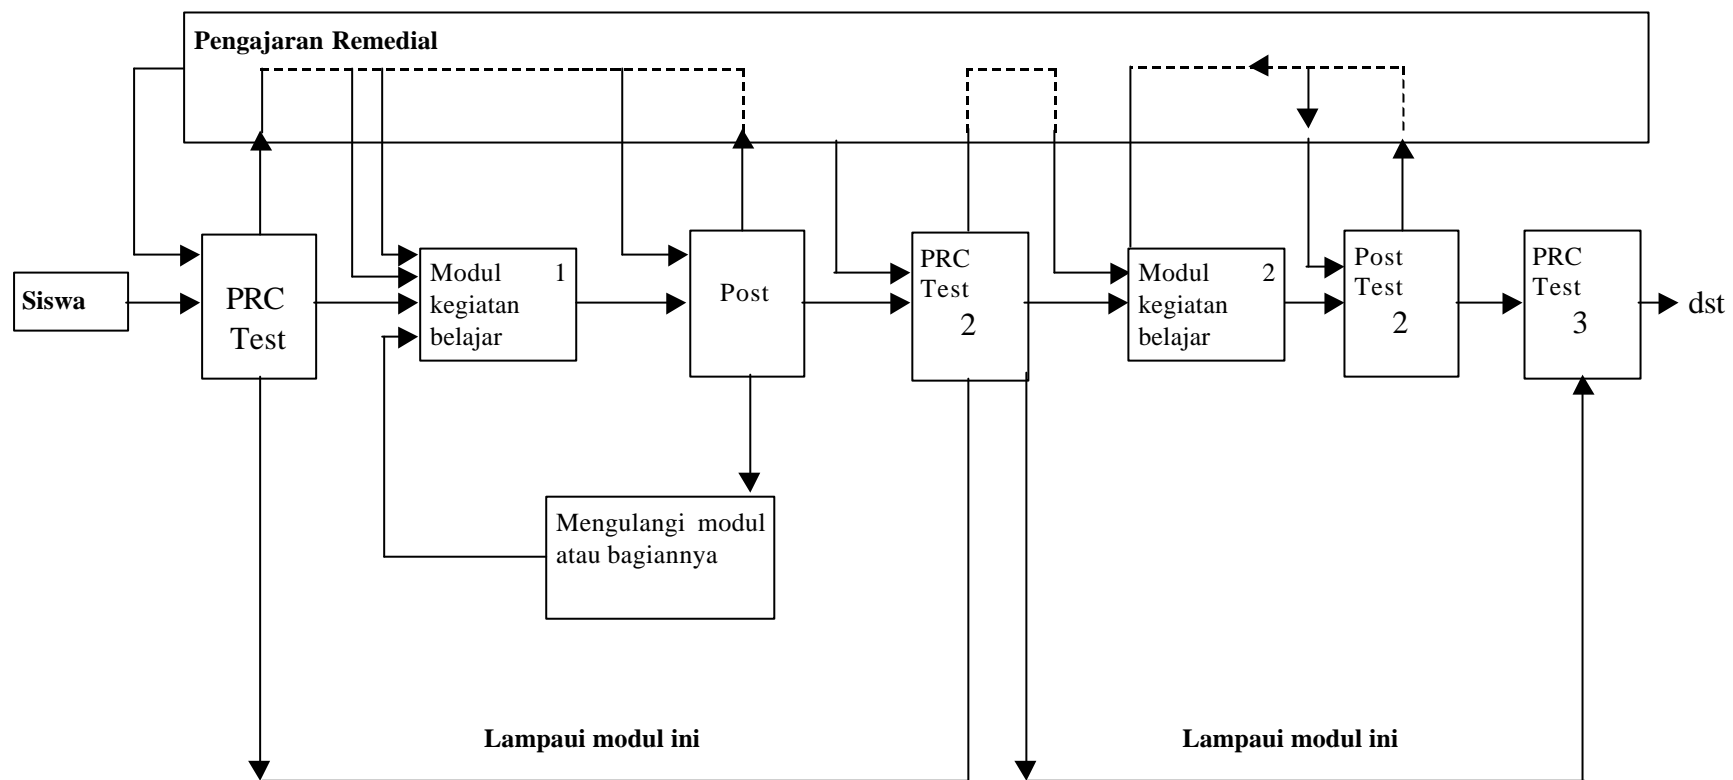 Pengajaran Remedial
Siswa
PRC
Test
Modul 1
kegiatan
belajar
Post
PRC
Test
2
Modul 2
kegiatan
belajar
Post
Test
2
PRC
Test
3
dst
Mengulangi modul
atau bagiannya
Lampaui modul ini
Lampaui modul ini